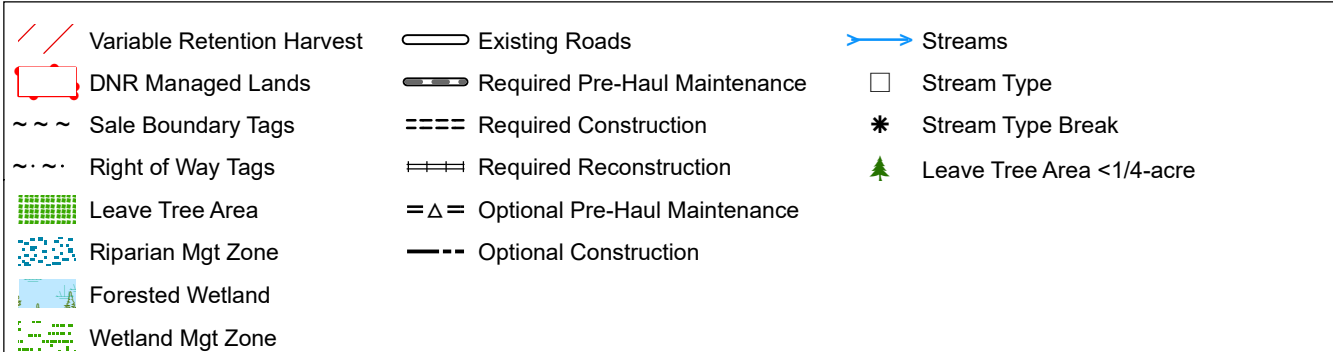 Variable Retention Harvest
DNR Managed Lands
Sale Boundary Tags
Right of Way Tags
Leave Tree Area
Riparian Mgt Zone
Forested Wetland
Wetland Mgt Zone
Existing Roads
Required Pre-Haul Maintenance
Required Construction
Required Reconstruction
Optional Pre-Haul Maintenance
Optional Construction
Streams
Stream Type
Stream Type Break
Leave Tree Area <1/4-acre